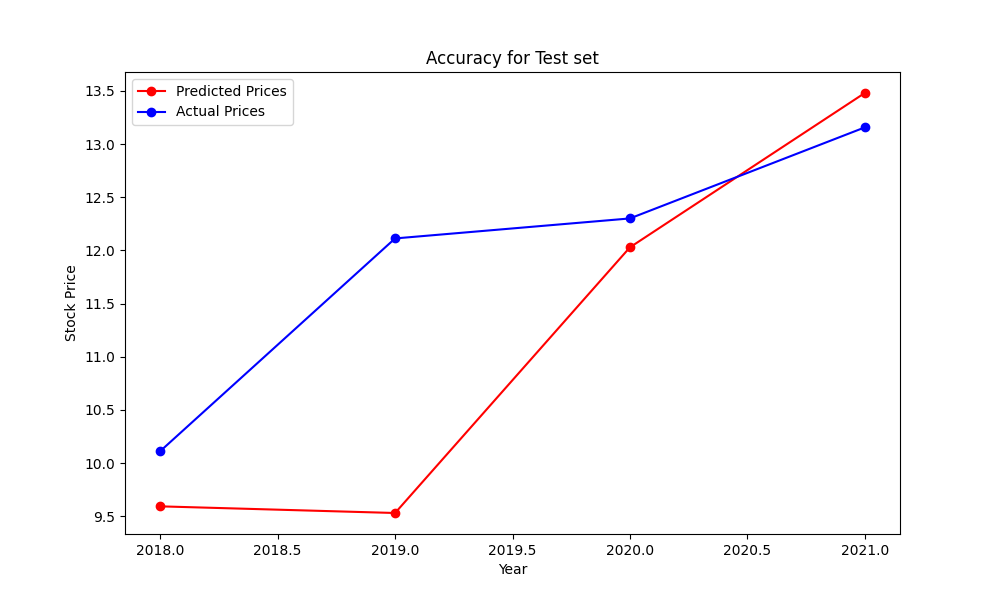 Accuracy for Test set
Predicted Prices
Actual Prices
Stock Price
13.5
13.0
12.5
12.0
11.5
11.0
10.5
10.0
9.5
2018.0 2018.5 2019.0 2019.5 2020.0 2020.5 2021.0
Year